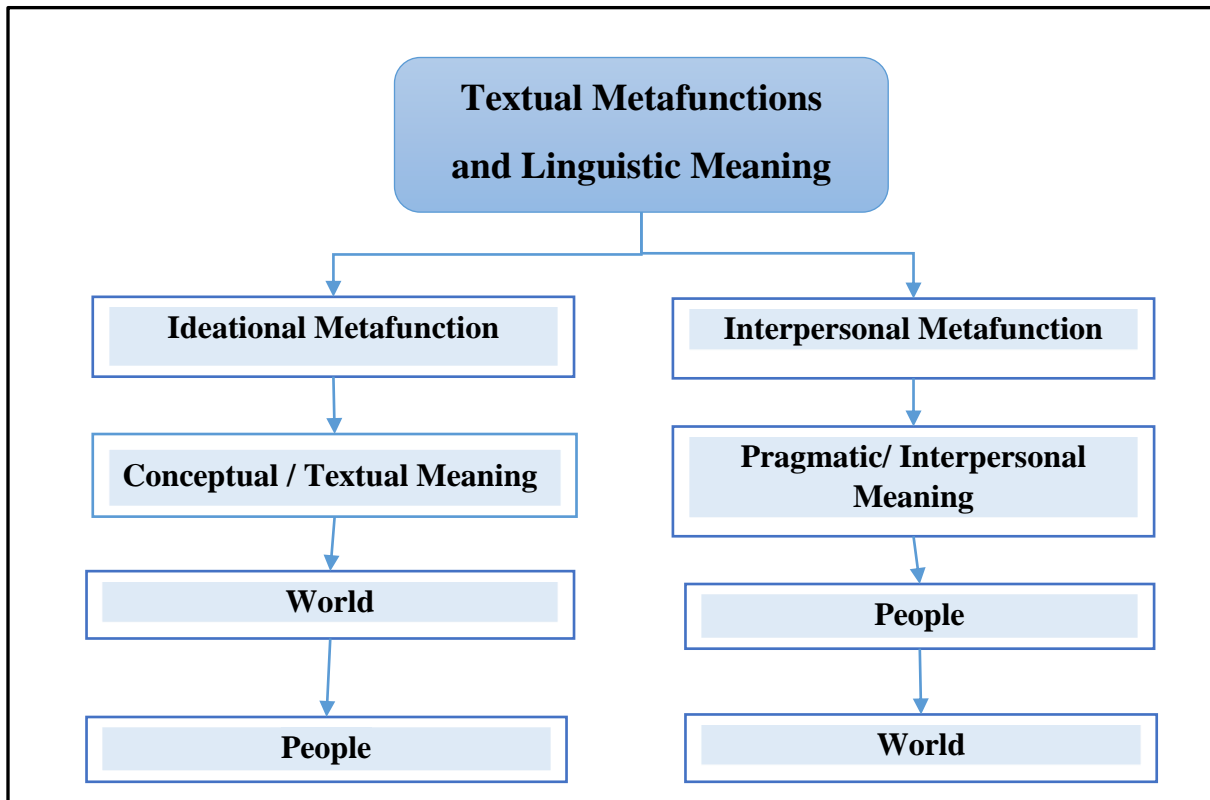 Textual Metafunctions
and Linguistic Meaning
Ideational Metafunction
Interpersonal Metafunction
Conceptual / Textual Meaning
Pragmatic/ Interpersonal
Meaning
World
People
People
World